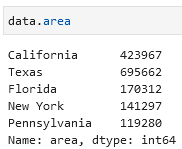 data.area
California 423967
Texas 695662
Florida 170312
New York 141297
Pennsylvania 119280
Name: area, dtype: int64